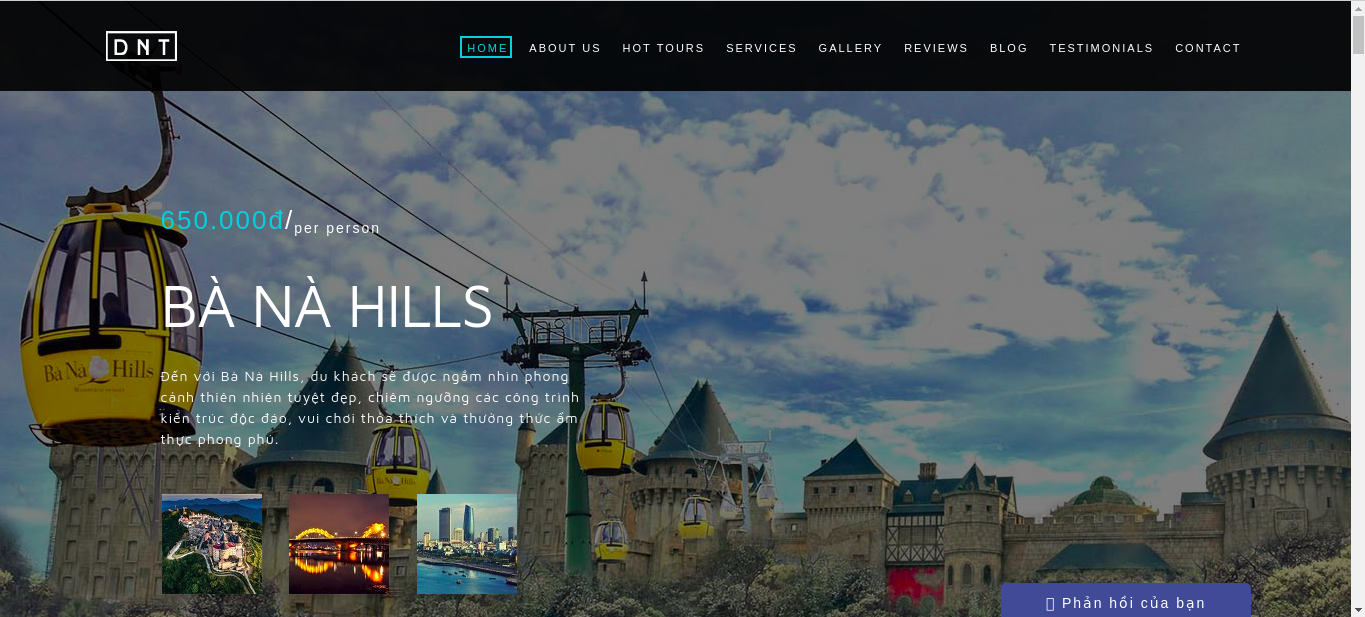 DNT
HOME ABOUT US HOT TOURS SERVICES GALLERY REVIEWS BLOG TESTIMONIALS CONTACT
650.000đ/per person
BÀ NÀ HILLS
Bà Nà Hills
Đến với Bà Nà Hills, du khách sẽ được ngắm nhìn phong
cảnh thiên nhiên tuyệt đẹp, chiêm ngưỡng các công trình
kiến trúc độc đáo, vui chơi thỏa thích và thưởng thức ẩm
thực phong phú.
Phản hồi của bạn